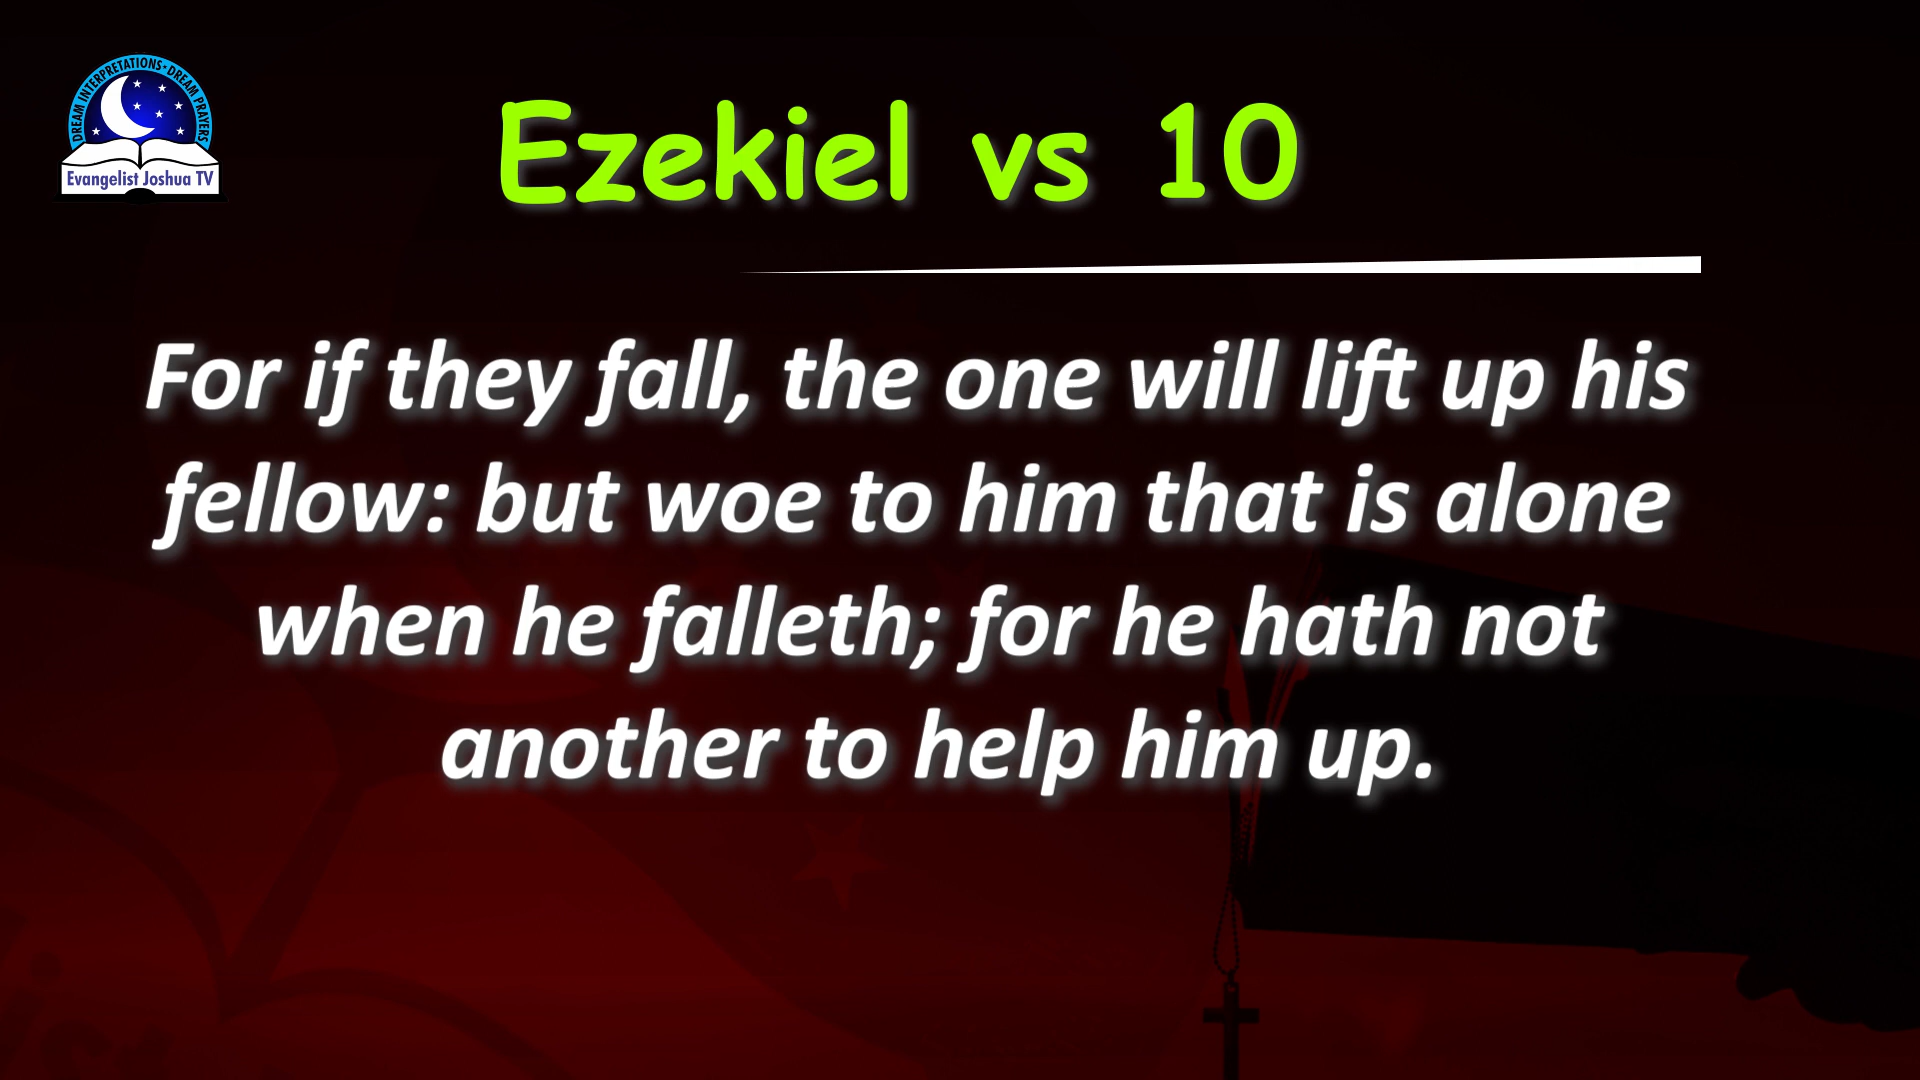 DREAM INTERPRETATIONS • DREAM PRAYERS
Evangelist Joshua TV
Ezekiel vs 10
For if they fall, the one will lift up his
fellow: but woe to him that is alone
when he falleth; for he hath not
another to help him up.